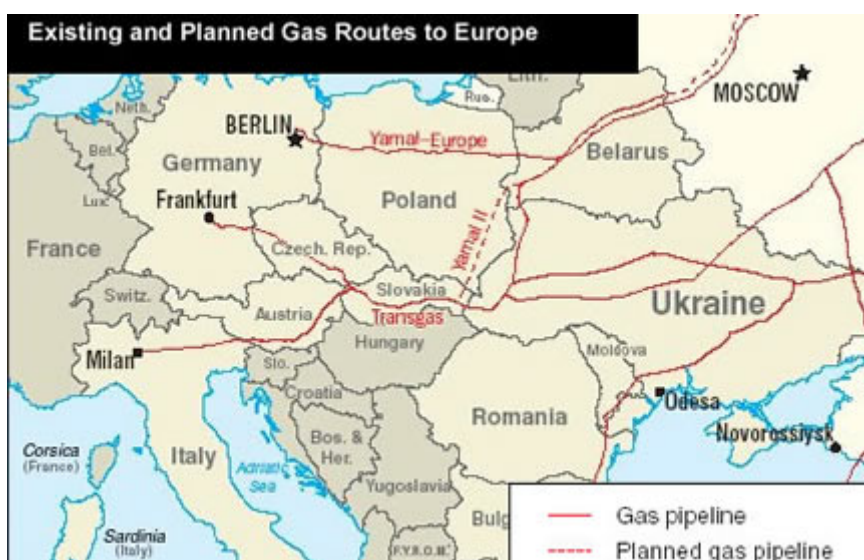 Existing and Planned Gas Routes to Europe
Lith.
MOSCOW
Neth.
Rus.
BERLIN
Yamal-Europe
Belarus
Bel.
Germany
Poland
Lux.
Frankfurt
Yamal II
France
Czech. Rep.
Slovakia
Ukraine
Switz.
Austria
Transgas
Hungary
Moldova
Milan
Slo.
Croatia
Odesa
Romania
Novorossiysk
Corsica
(France)
Italy
Bos. &
Her.
Adriatic
Sea
Yugoslavia
Bulg
Gas pipeline
Sardinia
(Italy)
F.Y.R.O.M.
Planned gas pipeline